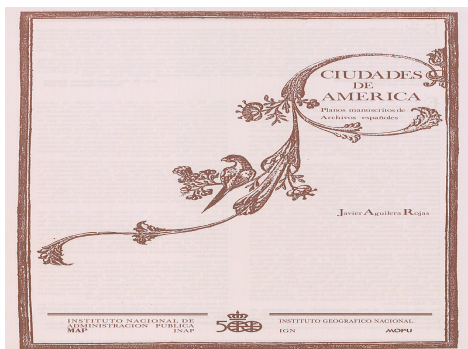 CIUDADES
DE
AMERICA
Planos manuscritos de
Archivos españoles
Javier Aguilera Rojas
INSTITUTO NACIONAL DE
ADMINISTRACION PUBLICA
MAP INAP
INSTITUTO GEOGRAFICO NACIONAL
IGN MOPU